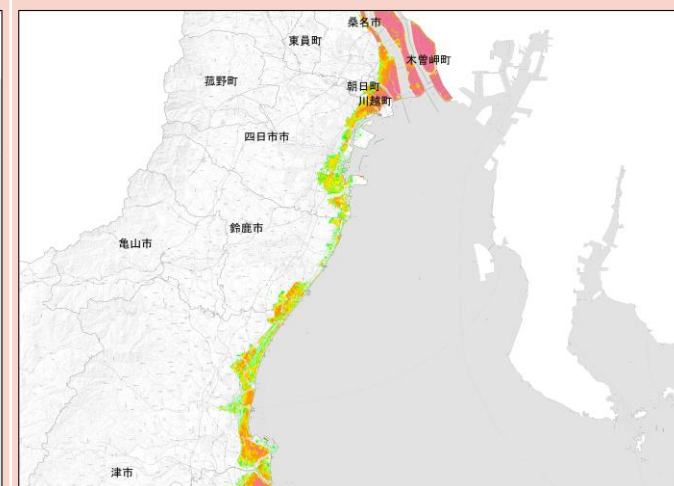 桑名市
東員町
木曽岬町
菰野町
朝日町
川越町
四日市市
鈴鹿市
亀山市
津市